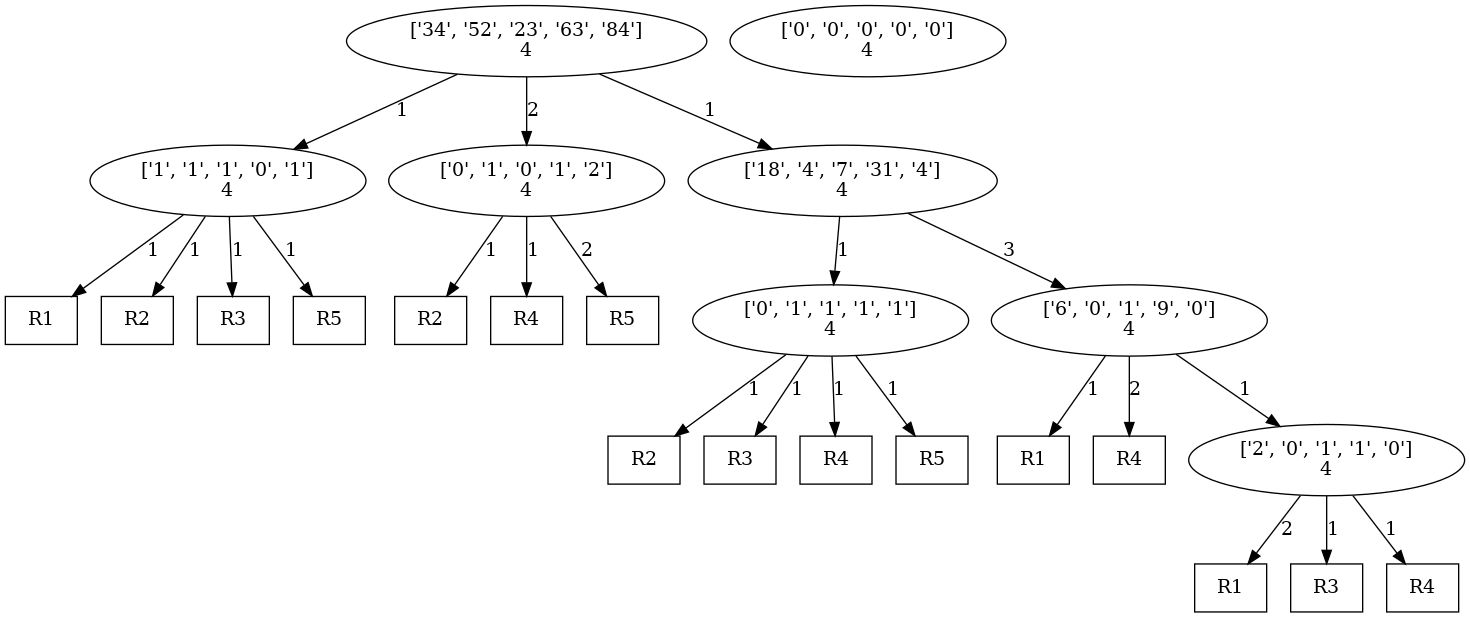 ['34', '52', '23', '63', '84']
4
['0', '0', '0', '0', '0']
4
1
2
1
['1', '1', '1', '0', '1']
4
['0', '1', '0', '1', '2']
4
['18', '4', '7', '31', '4']
4
1
1
1
1
1
1
2
1
3
R1
R2
R3
R5
R2
R4
R5
['0', '1', '1', '1', '1']
4
['6', '0', '1', '9', '0']
4
1
1
1
1
1
2
1
R2
R3
R4
R5
R1
R4
['2', '0', '1', '1', '0']
4
2
1
1
R1
R3
R4